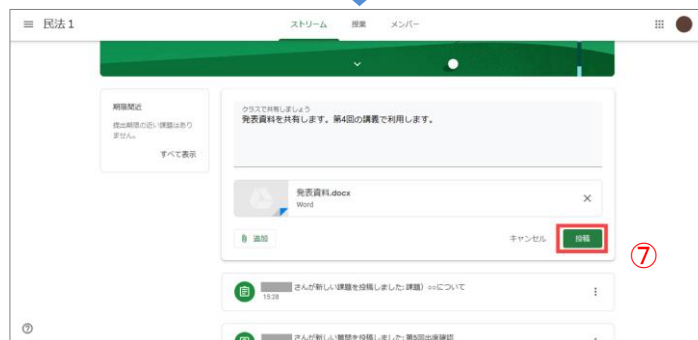 民法 1
ストリーム 授業 メンバー
期限間近
提出期限の近い課題はあり
ません。
すべて表示
クラスで共有しましょう
発表資料を共有します。第4回の講義で利用します。
発表資料.docx
Word
追加
キャンセル 投稿
⑦
さんが新しい課題を投稿しました: 課題）○○について
15:28
さんが新しい質問を投稿しました: 第5回出席確認